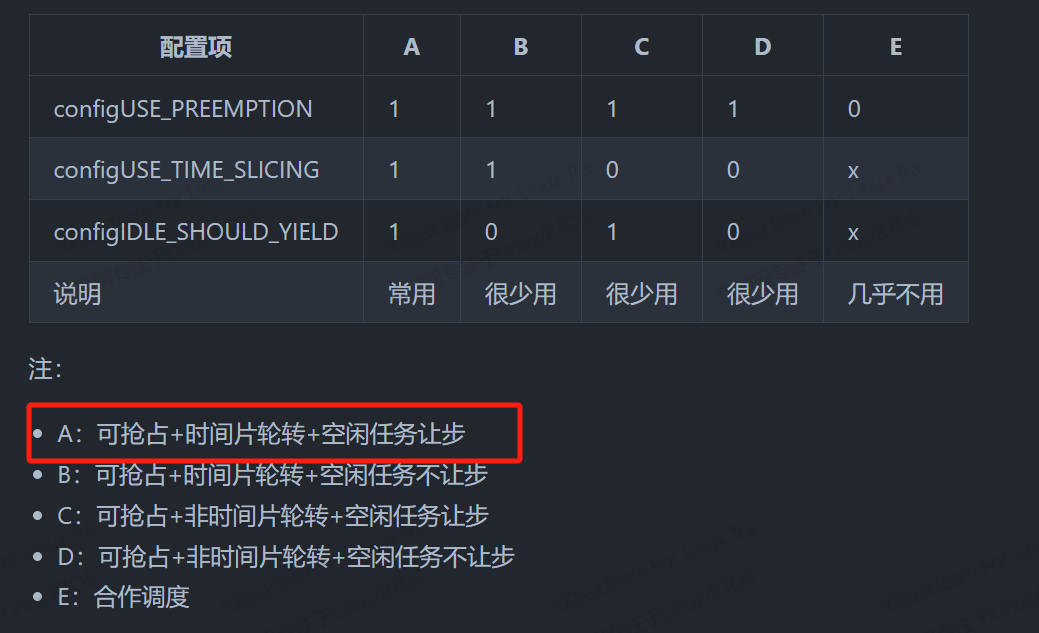 配置项 A B C D E
configUSE_PREEMPTION 1 1 1 1 0
configUSE_TIME_SLICING 1 1 0 0 x
configIDLE_SHOULD_YIELD 1 0 1 0 x
说明 常用 很少用 很少用 很少用 几乎不用
注：
• A：可抢占+时间片轮转+空闲任务让步
• B：可抢占+时间片轮转+空闲任务不让步
• C：可抢占+非时间片轮转+空闲任务让步
• D：可抢占+非时间片轮转+空闲任务不让步
• E：合作调度